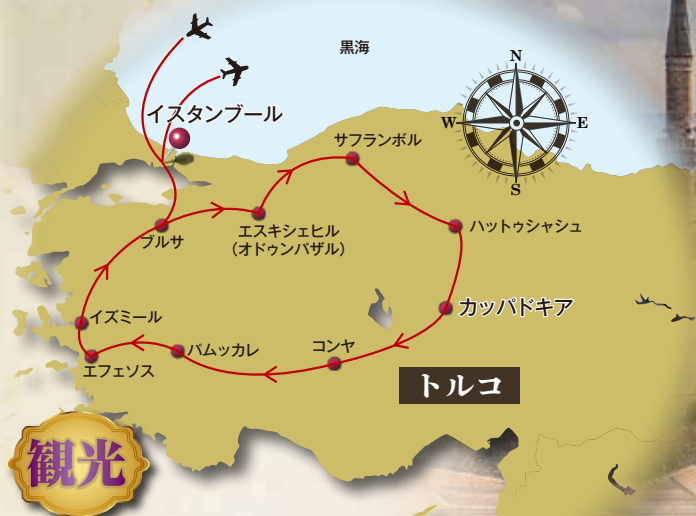 黒海
N
W
E
S
イスタンブール
サフランボル
エスキシェヒル
(オドゥンパザル)
ハットゥシャシュ
ブルサ
カッパドキア
イズミール
コンヤ
パムッカレ
エフェソス
トルコ
観光